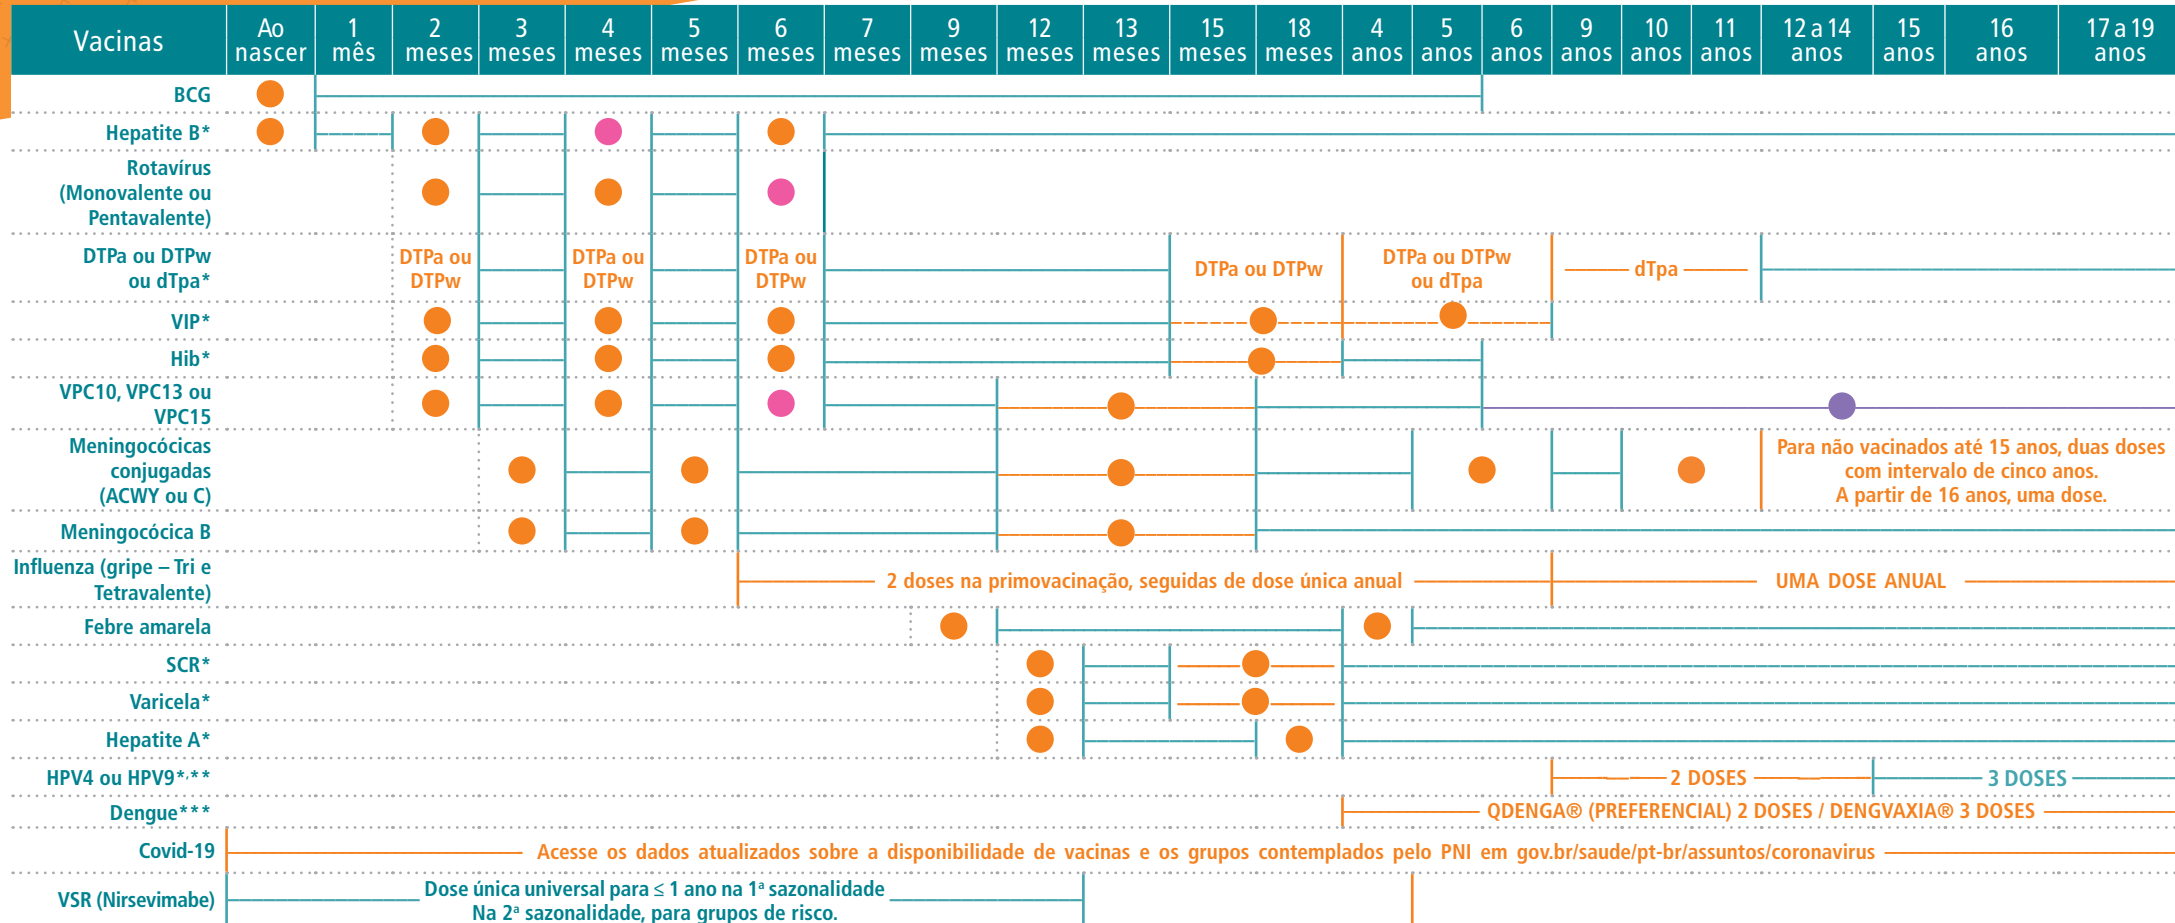 Vacinas
Ao
nascer
1
mês
2
meses
3
meses
4
meses
5
meses
6
meses
7
meses
9
meses
12
meses
13
meses
15
meses
18
meses
4
anos
5
anos
6
anos
9
anos
10
anos
11
anos
12 a 14
anos
15
anos
16
anos
17 a 19
anos
BCG
Hepatite B*
Rotavírus
(Monovalente ou
Pentavalente)
DTPa ou DTPw
ou dTpa*
DTPa ou
DTPw
DTPa ou
DTPw
DTPa ou
DTPw
DTPa ou DTPw
DTPa ou DTPw
ou dTpa
dTpa
VIP*
Hib*
VPC10, VPC13 ou
VPC15
Meningocócicas
conjugadas
(ACWY ou C)
Para não vacinados até 15 anos, duas doses
com intervalo de cinco anos.
A partir de 16 anos, uma dose.
Meningocócica B
Influenza (gripe – Tri e
Tetravalente)
2 doses na primovacinação, seguidas de dose única anual
UMA DOSE ANUAL
Febre amarela
SCR*
Varicela*
Hepatite A*
HPV4 ou HPV9*,**
2 DOSES
3 DOSES
Dengue***
QDENGA® (PREFERENCIAL) 2 DOSES / DENGVAXIA® 3 DOSES
Covid-19
Acesse os dados atualizados sobre a disponibilidade de vacinas e os grupos contemplados pelo PNI em gov.br/saude/pt-br/assuntos/coronavirus
VSR (Nirsevimabe)
Dose única universal para ≤ 1 ano na 1ª sazonalidade
Na 2ª sazonalidade, para grupos de risco.